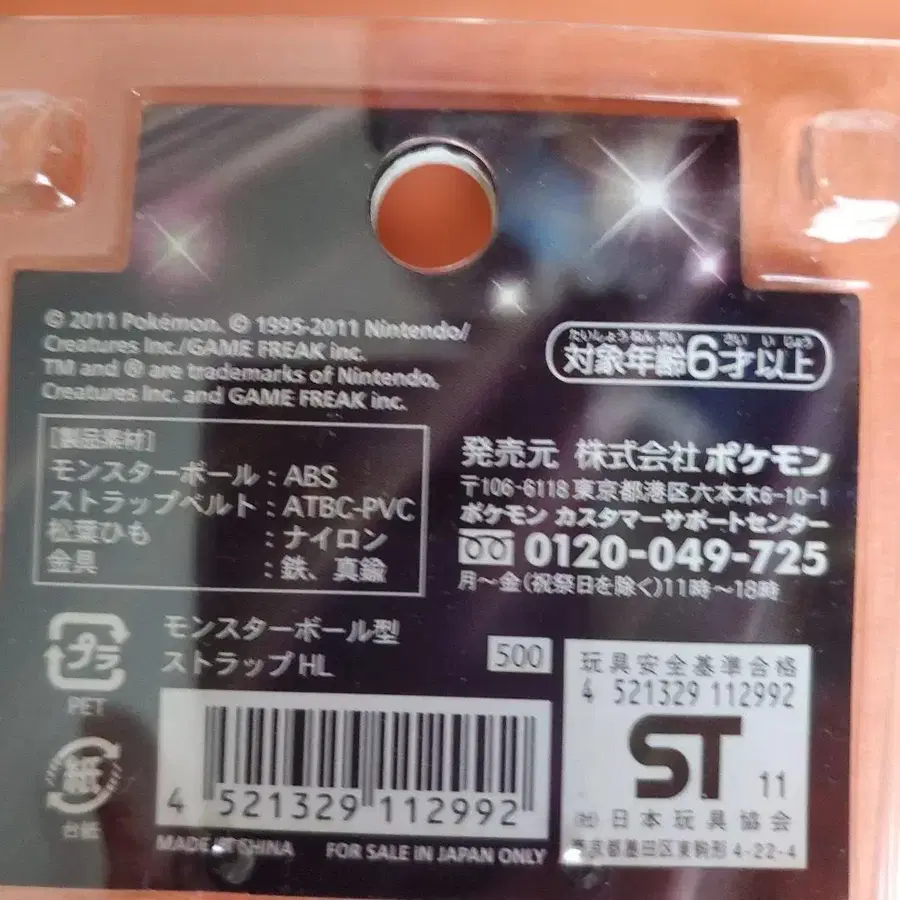 © 2011 Pokémon. © 1995-2011 Nintendo/
Creatures Inc./GAME FREAK inc.
TM and ® are trademarks of Nintendo,
Creatures Inc. and GAME FREAK inc.
たいしょうねんれい さい いじょう
対象年齢6才以上
[製品素材]
モンスターボール:ABS
ストラップベルト:ATBC-PVC
松葉ひも:ナイロン
金具:鉄、真鍮
発売元 株式会社ポケモン
〒106-6118東京都港区六本木6-10-1
ポケモン カスタマーサポートセンター
0120-049-725
月〜金(祝祭日を除く)11時〜18時
プラ
PET
紙
台紙
モンスターボール型
ストラップHL
500
4 521329 112992
MADE IN CHINA FOR SALE IN JAPAN ONLY
玩具安全基準合格
4 521329 112992
ST
11
(社)日本玩具協会
東京都墨田区東駒形4-22-4